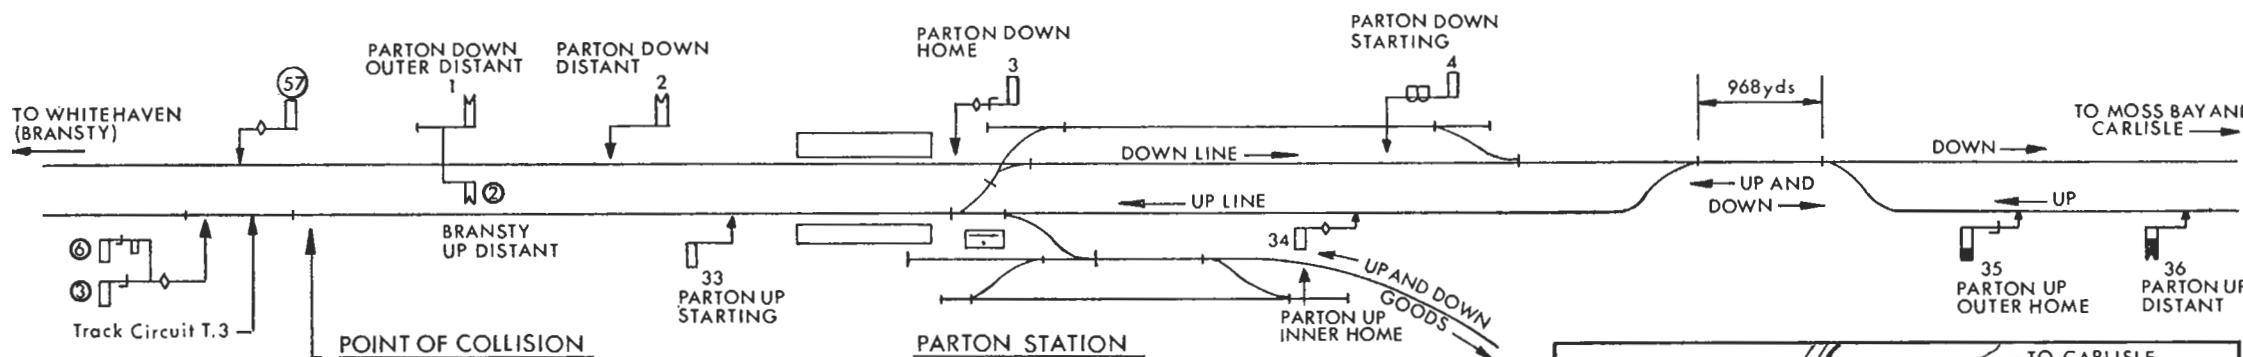 PARTON DOWN
OUTER DISTANT
1
PARTON DOWN
DISTANT
2
PARTON DOWN
HOME
3
PARTON DOWN
STARTING
4
57
968yds
TO WHITEHAVEN
(BRANSTY)
TO MOSS BAY AND
CARLISLE
DOWN LINE
DOWN
2
UP AND
DOWN
UP LINE
UP
BRANSTY
UP DISTANT
6
3
33
PARTON UP
STARTING
34
UP AND DOWN
GOODS
35
PARTON UP
OUTER HOME
36
PARTON UP
DISTANT
PARTON UP
INNER HOME
Track Circuit T.3
POINT OF COLLISION
PARTON STATION
TO CARLISLE